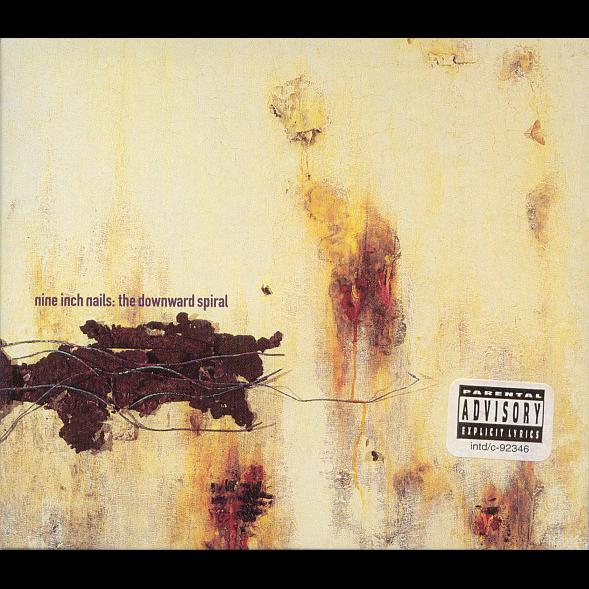 nine inch nails: the downward spiral
PARENTAL
ADVISORY
EXPLICIT LYRICS
intd/c-92346